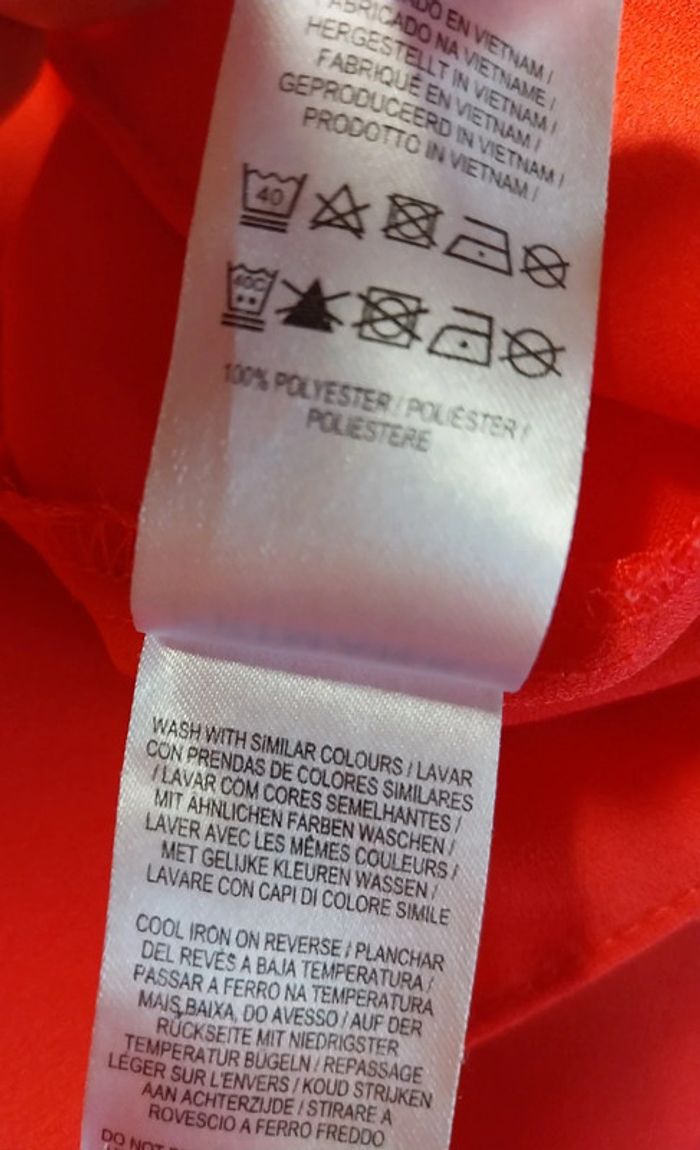 EN VIETNAM /
FABRICADO NA VIETNAME /
HERGESTELLT IN VIETNAM /
FABRIQUÉ EN VIETNAM /
GEPRODUCEERD IN VIETNAM /
PRODOTTO IN VIETNAM /
40
40C
100% POLYESTER / POLIÉSTER /
POLIESTERE
WASH WITH SIMILAR COLOURS / LAVAR
CON PRENDAS DE COLORES SIMILARES
/ LAVAR COM CORES SEMELHANTES /
MIT ÄHNLICHEN FARBEN WASCHEN /
LAVER AVEC LES MÊMES COULEURS /
MET GELIJKE KLEUREN WASSEN /
LAVARE CON CAPI DI COLORE SIMILE
COOL IRON ON REVERSE / PLANCHAR
DEL REVÉS A BAJA TEMPERATURA /
PASSAR A FERRO NA TEMPERATURA
MAIS BAIXA, DO AVESSO / AUF DER
RÜCKSEITE MIT NIEDRIGSTER
TEMPERATUR BÜGELN / REPASSAGE
LÉGER SUR L'ENVERS / KOUD STRIJKEN
AAN ACHTERZIJDE / STIRARE A
ROVESCIO A FERRO FREDDO
DO NOT